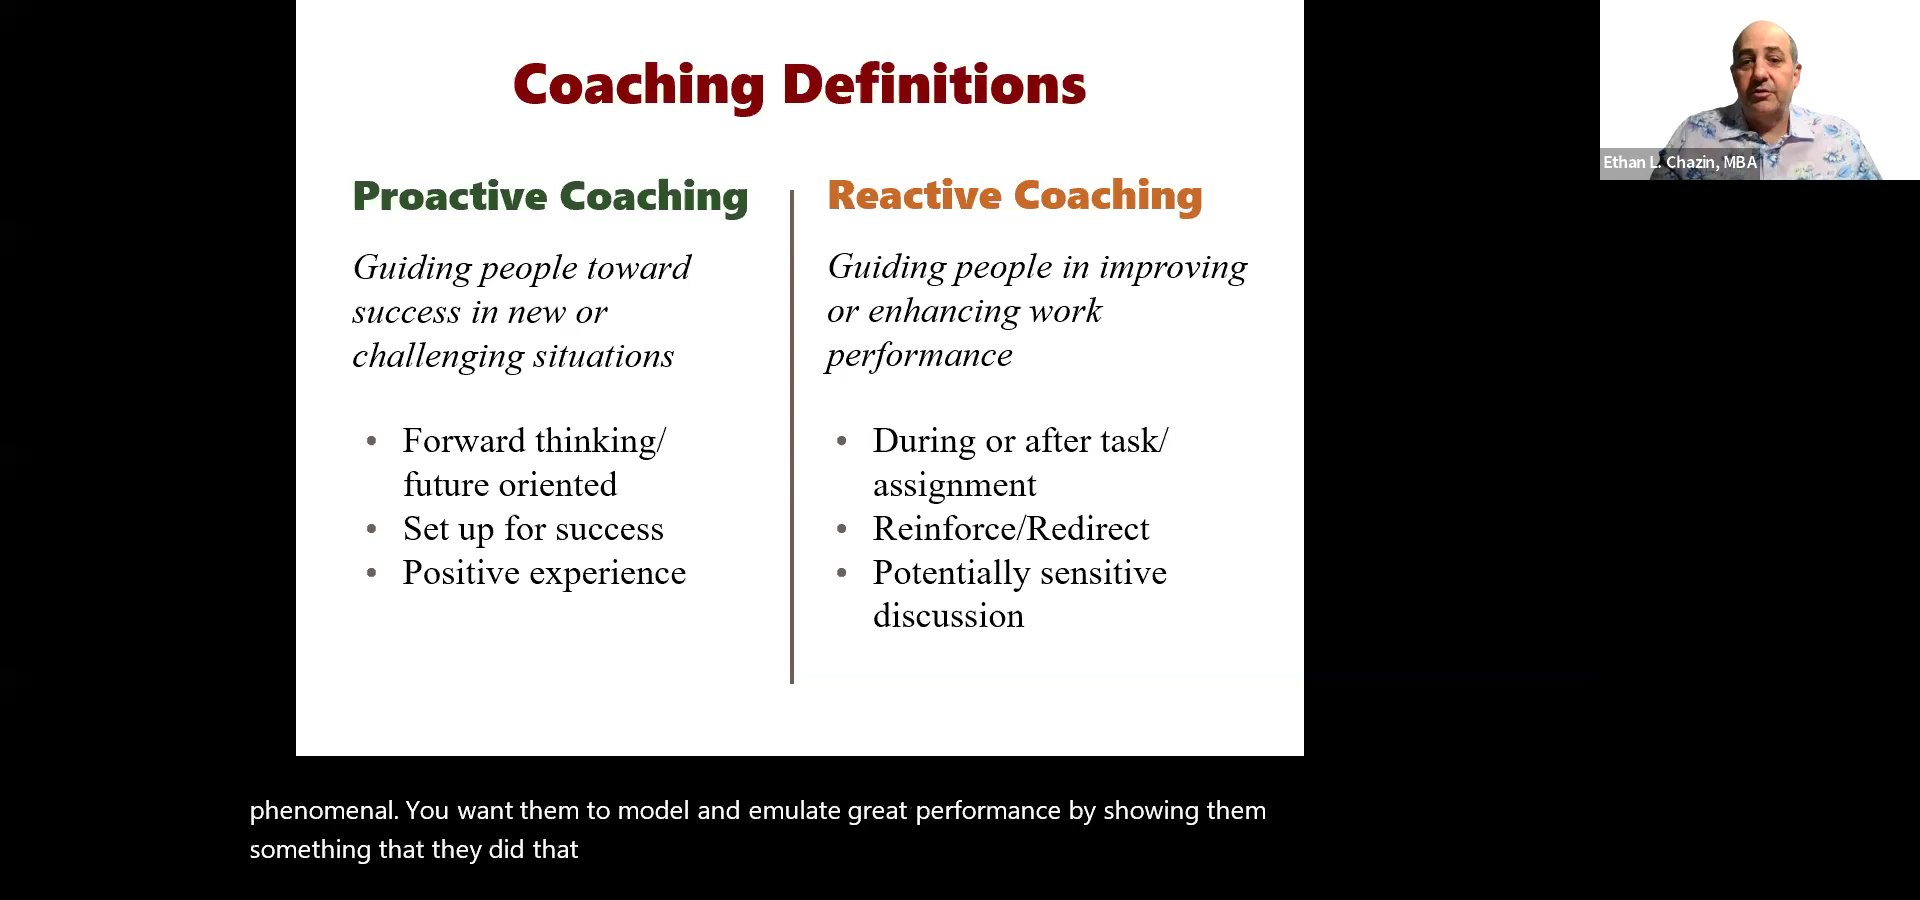 Coaching Definitions
Proactive Coaching
Guiding people toward
success in new or
challenging situations
• Forward thinking/
future oriented
• Set up for success
• Positive experience
Reactive Coaching
Guiding people in improving
or enhancing work
performance
• During or after task/
assignment
• Reinforce/Redirect
• Potentially sensitive
discussion
Ethan L. Chazin, MBA
phenomenal. You want them to model and emulate great performance by showing them
something that they did that